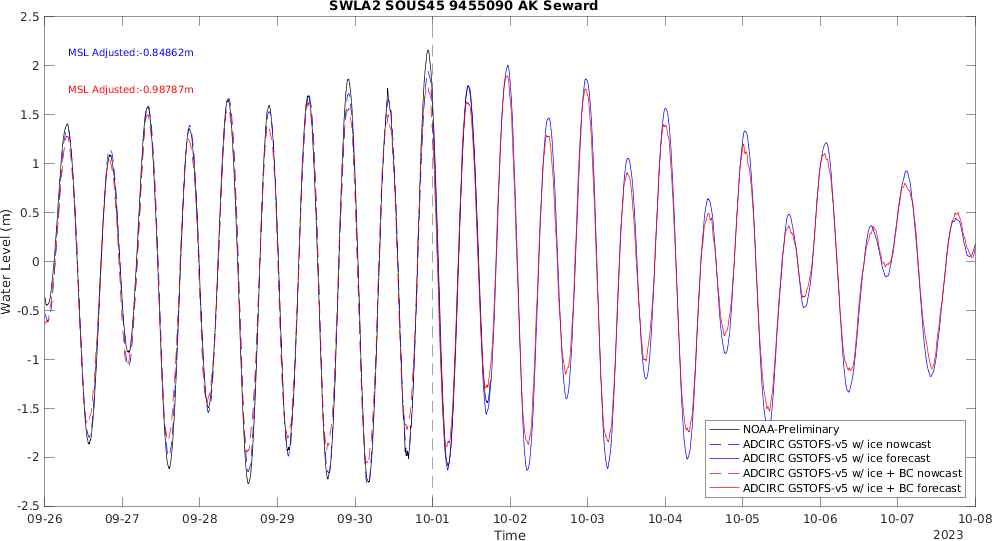 SWLA2 SOUS45 9455090 AK Seward
MSL Adjusted:-0.84862m
MSL Adjusted:-0.98787m
Water Level (m)
2.5
2
1.5
1
0.5
0
-0.5
-1
-1.5
-2
-2.5
NOAA-Preliminary
ADCIRC GSTOFS-v5 w/ ice nowcast
ADCIRC GSTOFS-v5 w/ ice forecast
ADCIRC GSTOFS-v5 w/ ice + BC nowcast
ADCIRC GSTOFS-v5 w/ ice + BC forecast
09-26 09-27 09-28 09-29 09-30 10-01 10-02 10-03 10-04 10-05 10-06 10-07 10-08
Time
2023